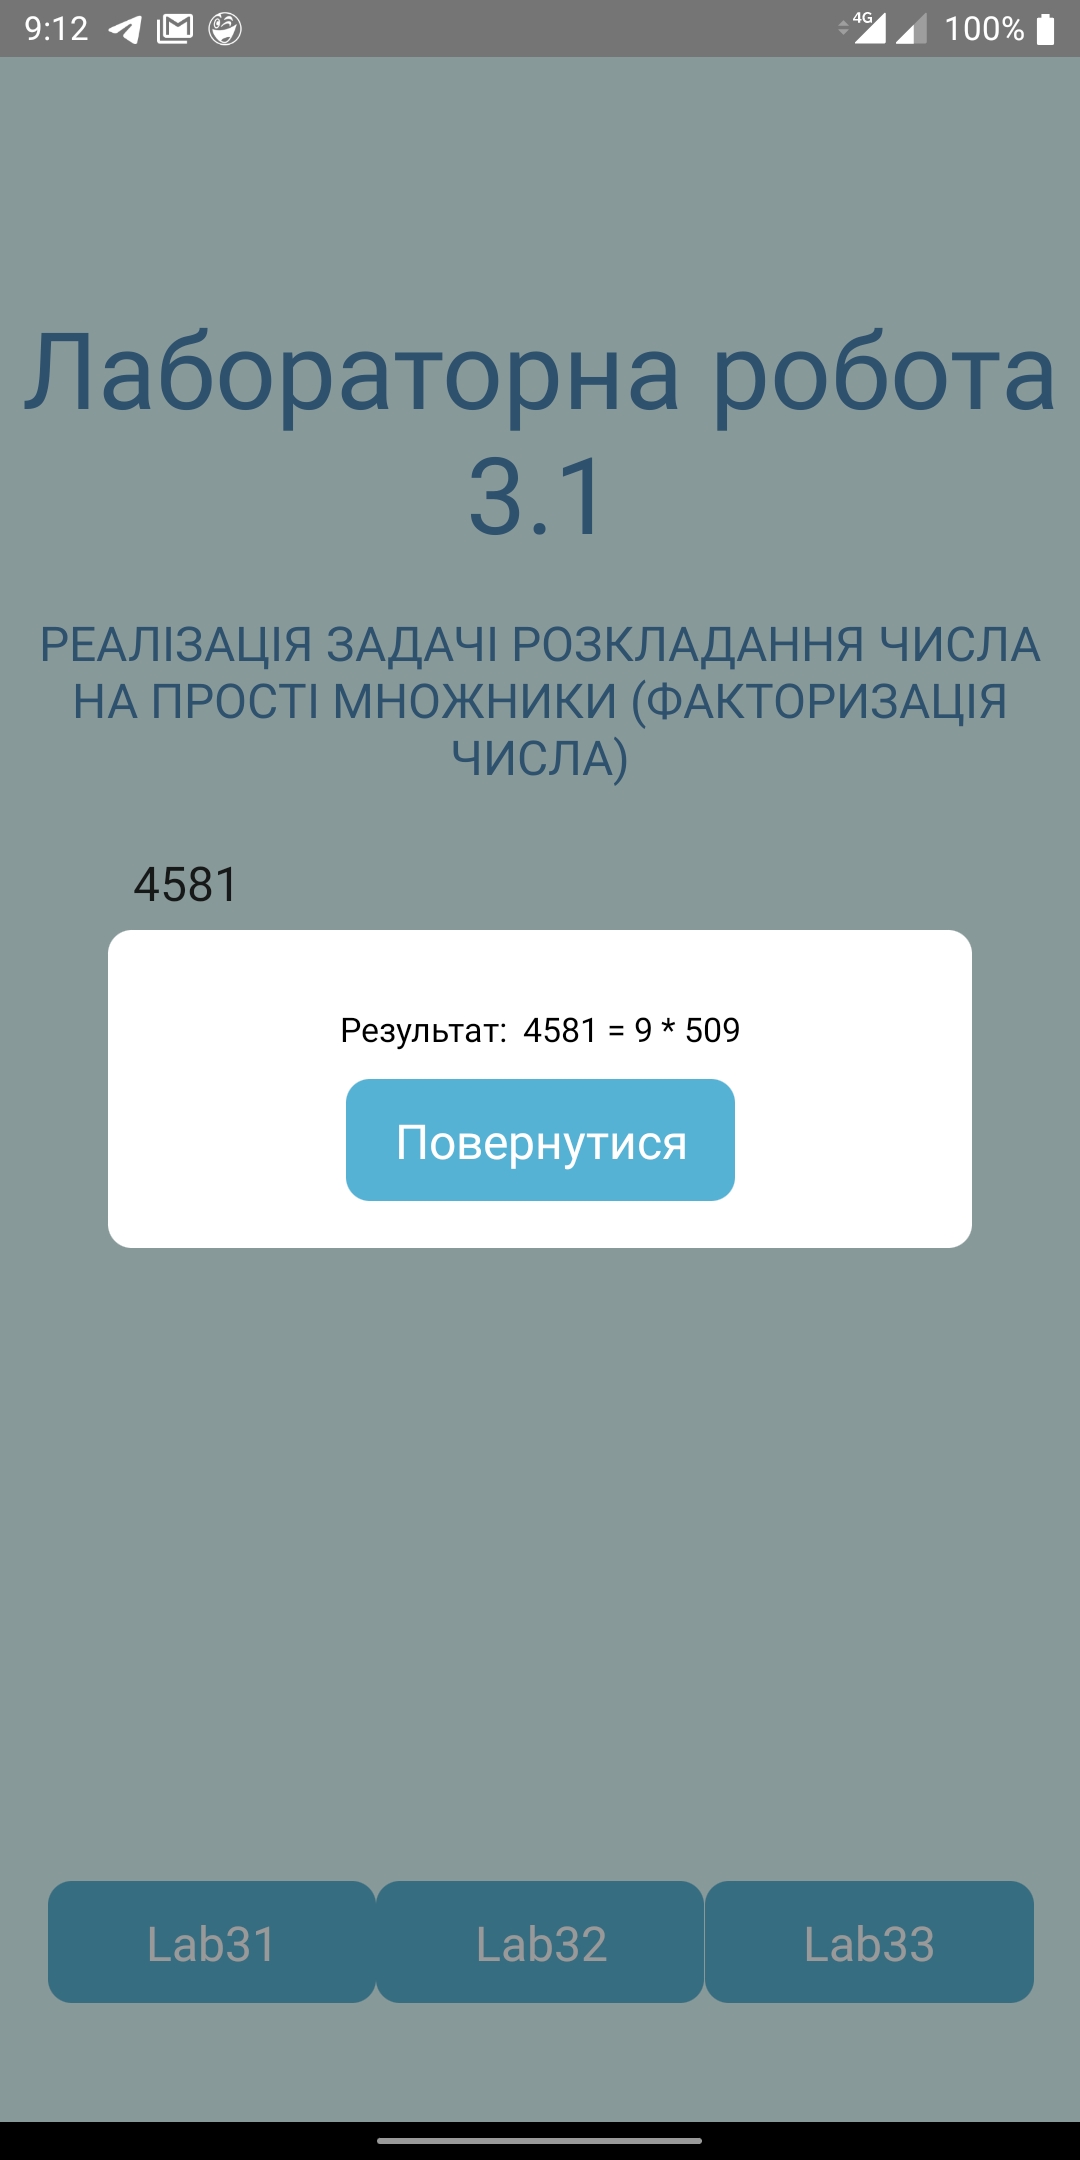 9:12
4G
100%
Лабораторна робота
3.1
РЕАЛІЗАЦІЯ ЗАДАЧІ РОЗКЛАДАННЯ ЧИСЛА
НА ПРОСТІ МНОЖНИКИ (ФАКТОРИЗАЦІЯ
ЧИСЛА)
4581
Результат: 4581 = 9 * 509
Повернутися
Lab31
Lab32
Lab33